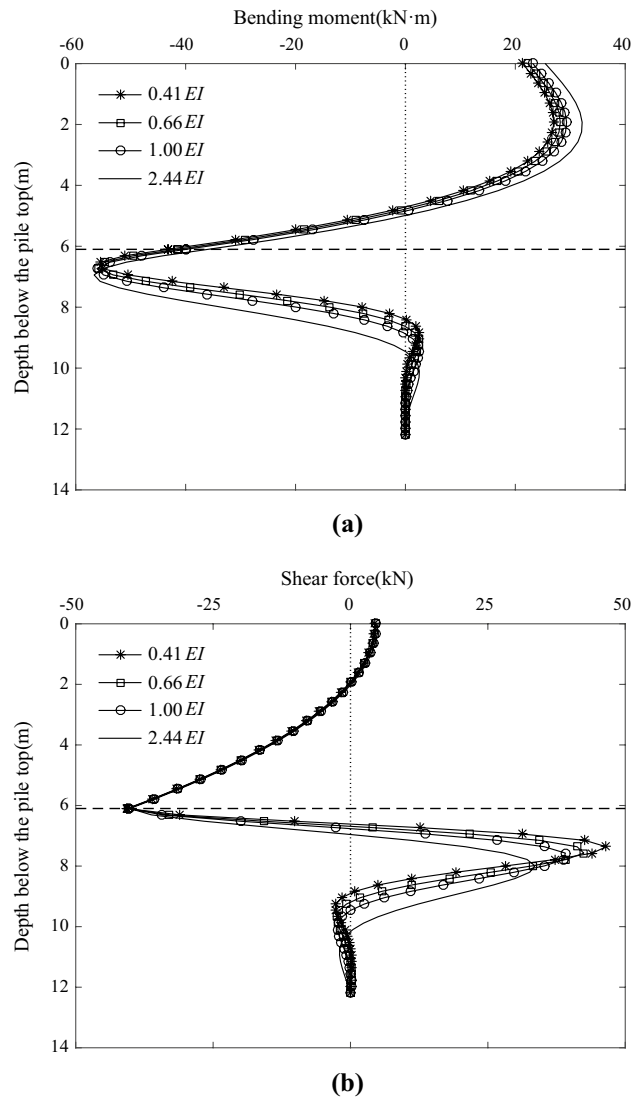 Bending moment(kN·m)
-60 -40 -20 0 20 40
0
2
4
6
8
10
12
14
Depth below the pile top(m)
0.41EI
0.66EI
1.00EI
2.44EI
(a)
Shear force(kN)
-50 -25 0 25 50
0
2
4
6
8
10
12
14
Depth below the pile top(m)
0.41EI
0.66EI
1.00EI
2.44EI
(b)